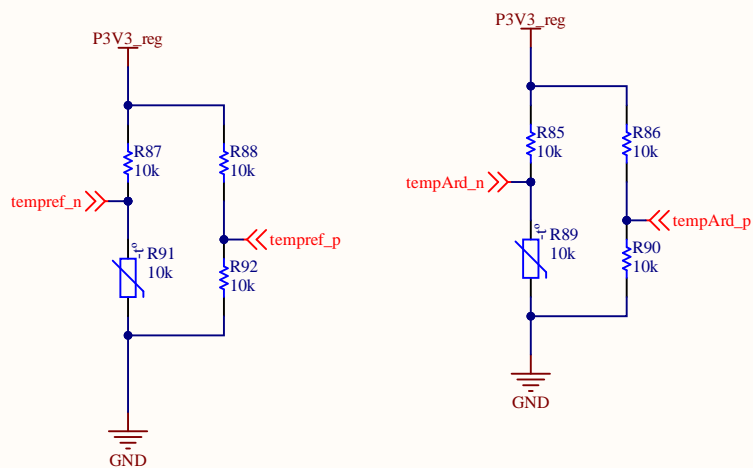 P3V3_reg
R87
10k
R88
10k
tempref_n
tempref_p
-t°
R91
10k
R92
10k
GND
P3V3_reg
R85
10k
R86
10k
tempArd_n
tempArd_p
-t°
R89
10k
R90
10k
GND